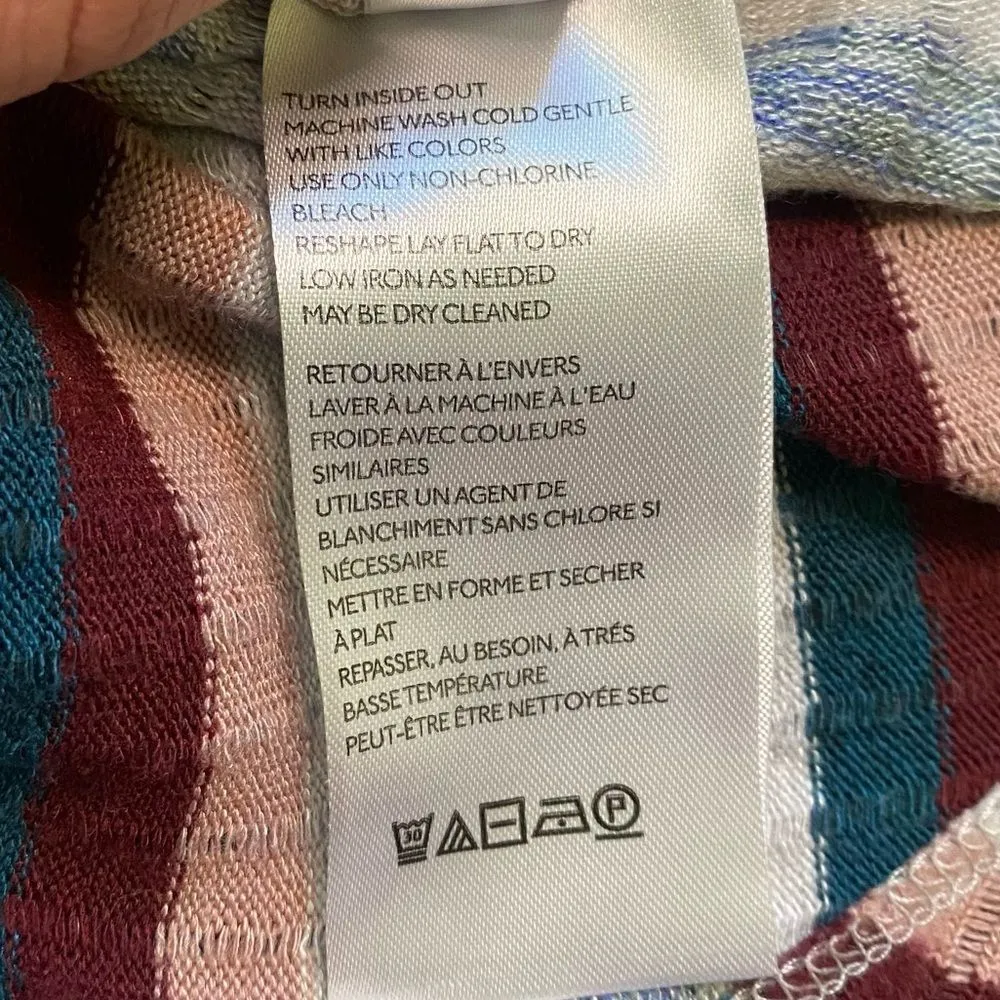 TURN INSIDE OUT
MACHINE WASH COLD GENTLE
WITH LIKE COLORS
USE ONLY NON-CHLORINE
BLEACH
RESHAPE LAY FLAT TO DRY
LOW IRON AS NEEDED
MAY BE DRY CLEANED
RETOURNER À L'ENVERS
LAVER À LA MACHINE À L'EAU
FROIDE AVEC COULEURS
SIMILAIRES
UTILISER UN AGENT DE
BLANCHIMENT SANS CHLORE SI
NÉCESSAIRE
METTRE EN FORME ET SECHER
À PLAT
REPASSER, AU BESOIN, À TRÉS
BASSE TEMPÉRATURE
PEUT-ÊTRE ÊTRE NETTOYÉE SEC
30 P